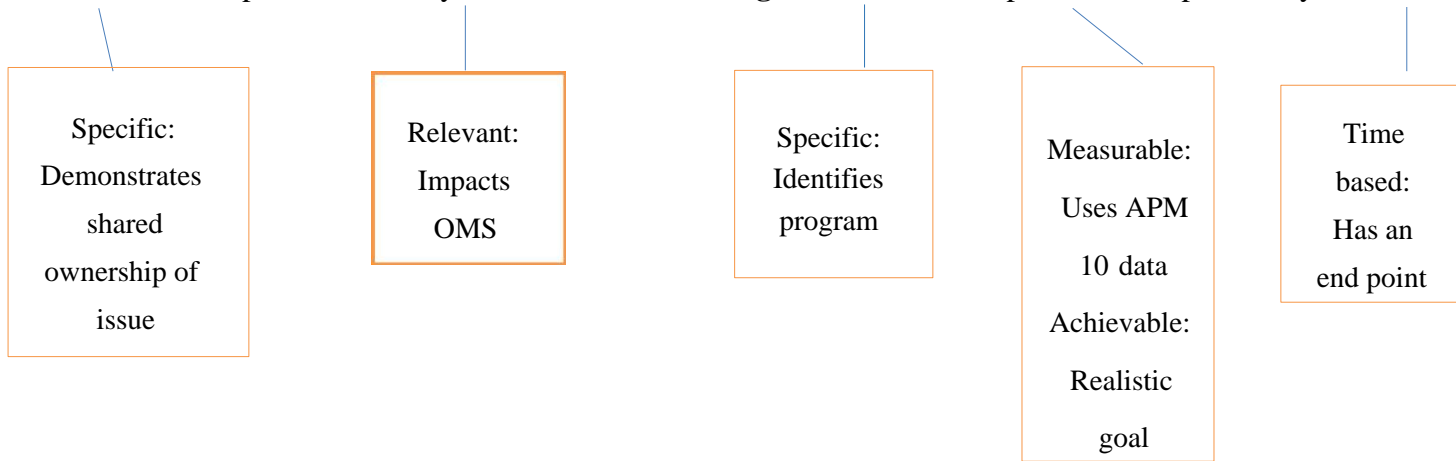 Specific:
Demonstrates
shared
ownership of
issue
Relevant:
Impacts
OMS
Specific:
Identifies
program
Measurable:
Uses APM
10 data
Achievable:
Realistic
goal
Time
based:
Has an
end point